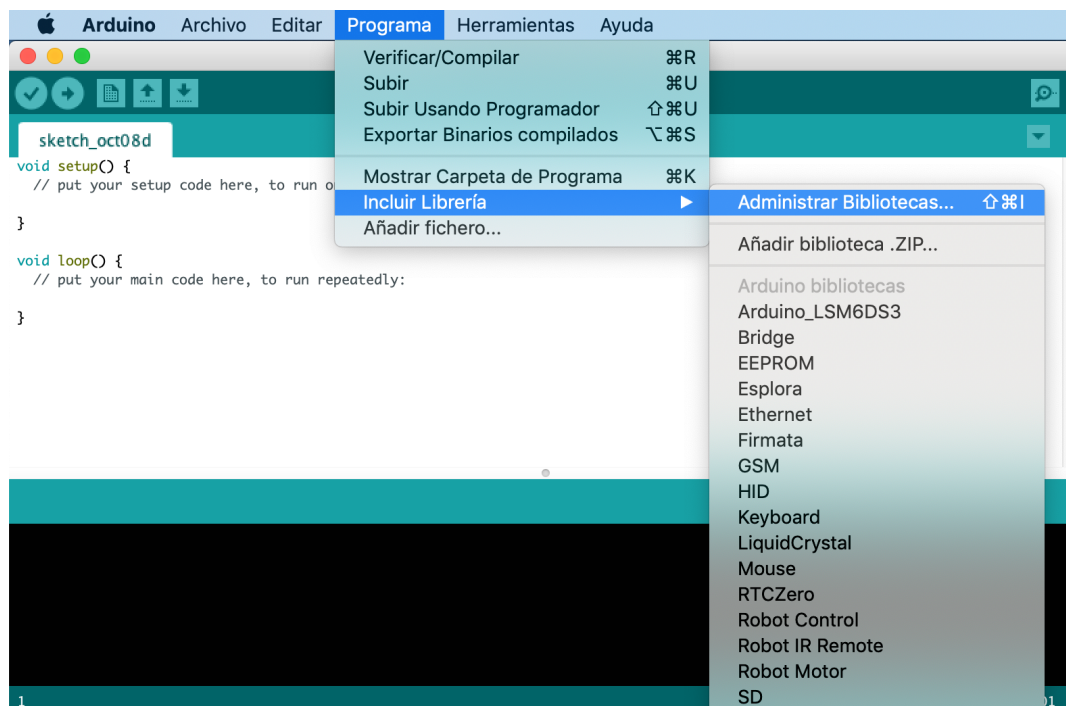 Arduino Archivo Editar Programa Herramientas Ayuda
Verificar/Compilar ⌘R
Subir ⌘U
Subir Usando Programador ⇧⌘U
Exportar Binarios compilados ⌥⌘S
Mostrar Carpeta de Programa ⌘K
Incluir Librería ▶
Añadir fichero...
Administrar Bibliotecas... ⇧⌘I
Añadir biblioteca .ZIP...
Arduino bibliotecas
Arduino_LSM6DS3
Bridge
EEPROM
Esplora
Ethernet
Firmata
GSM
HID
Keyboard
LiquidCrystal
Mouse
RTCZero
Robot Control
Robot IR Remote
Robot Motor
SD
sketch_oct08d
void setup() {
// put your setup code here, to run o
}
void loop() {
// put your main code here, to run repeatedly:
}
1